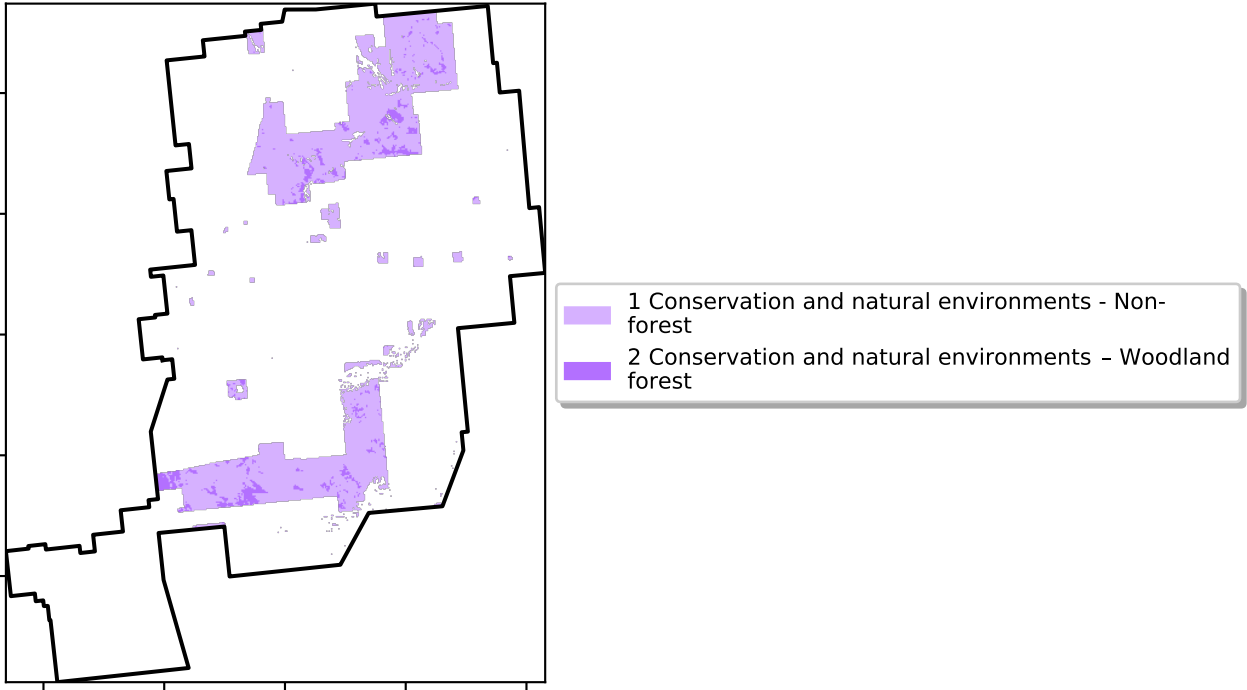 1 Conservation and natural environments - Non-
forest
2 Conservation and natural environments – Woodland
forest